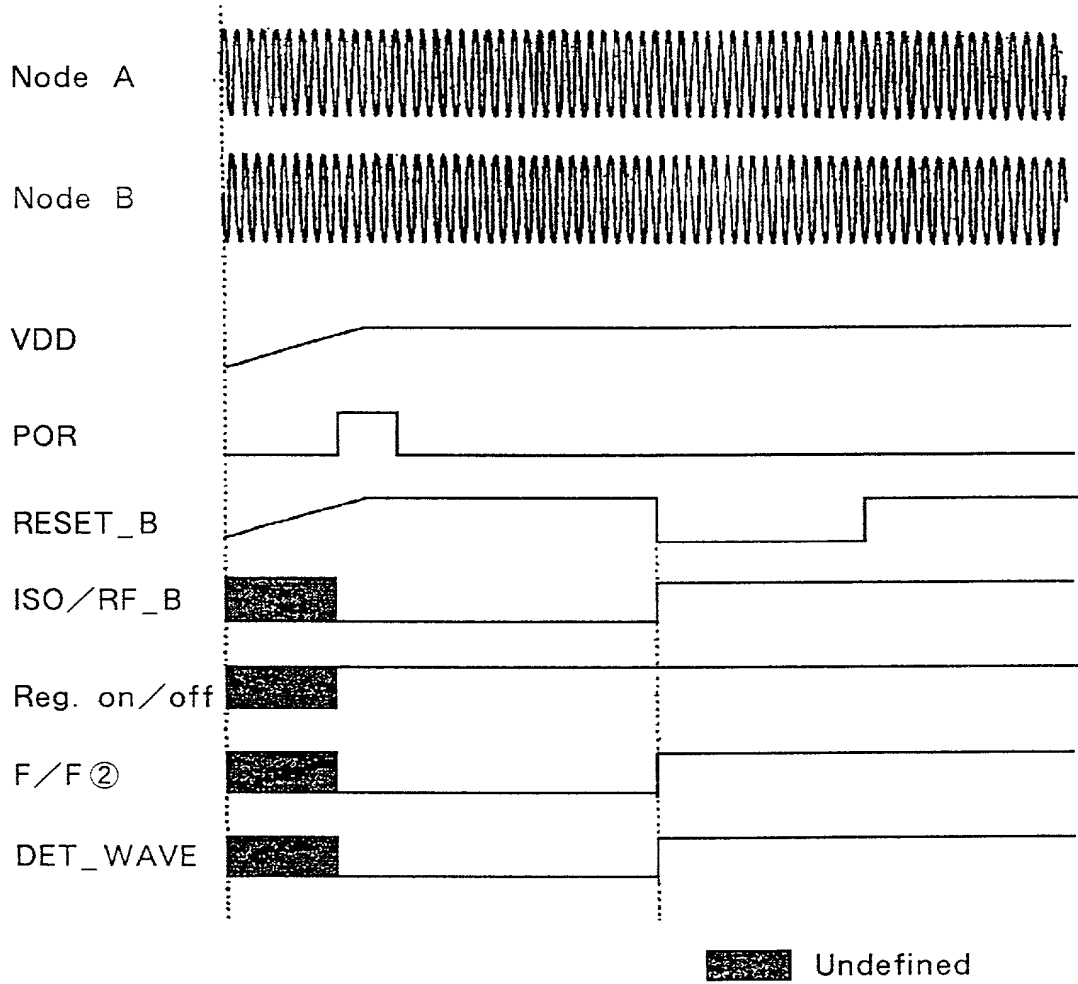 Node A
Node B
VDD
POR
RESET_B
ISO/RF_B
Reg. on/off
F/F②
DET_WAVE
Undefined